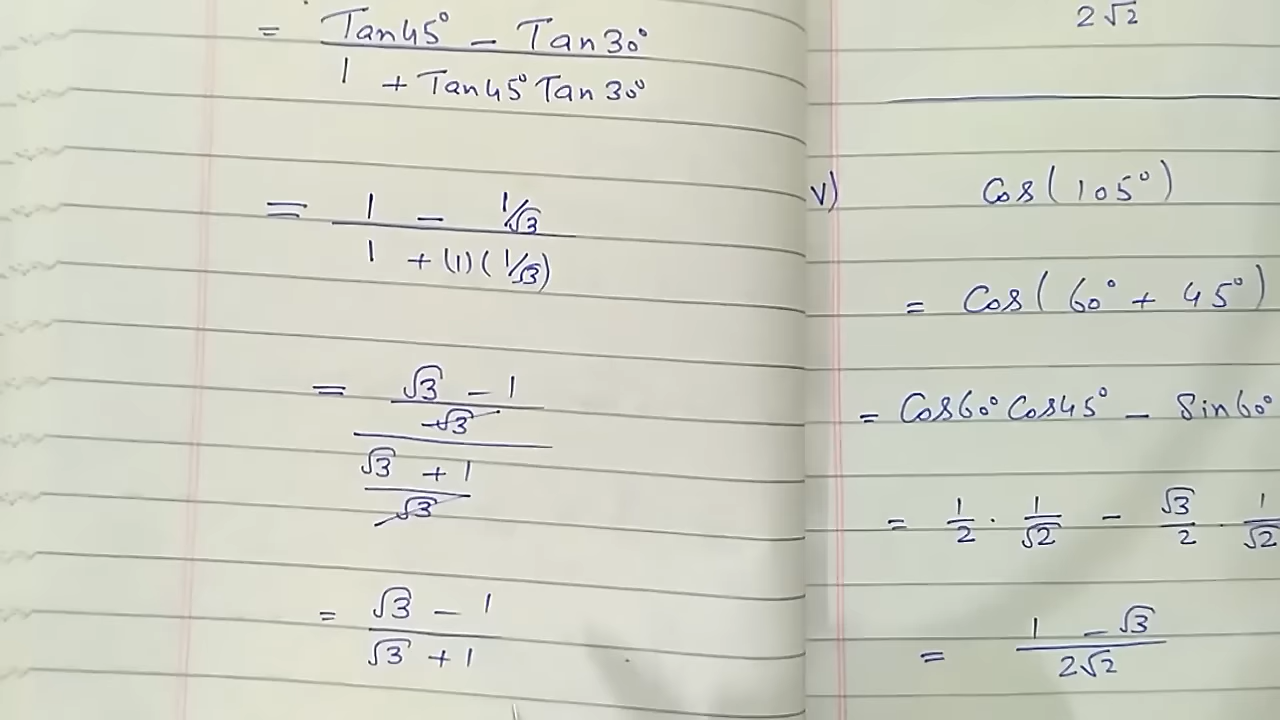 = Tan45° - Tan30°
1 + Tan45° Tan30°
= 1 - 1/√3
1 + (1)(1/√3)
= √3 - 1
√3
√3 + 1
√3
= √3 - 1
√3 + 1
2√2
v) Cos(105°)
= Cos(60° + 45°)
= Cos60° Cos45° - Sin60°
= 1/2 · 1/√2 - √3/2 · 1/√2
= 1 - √3
2√2